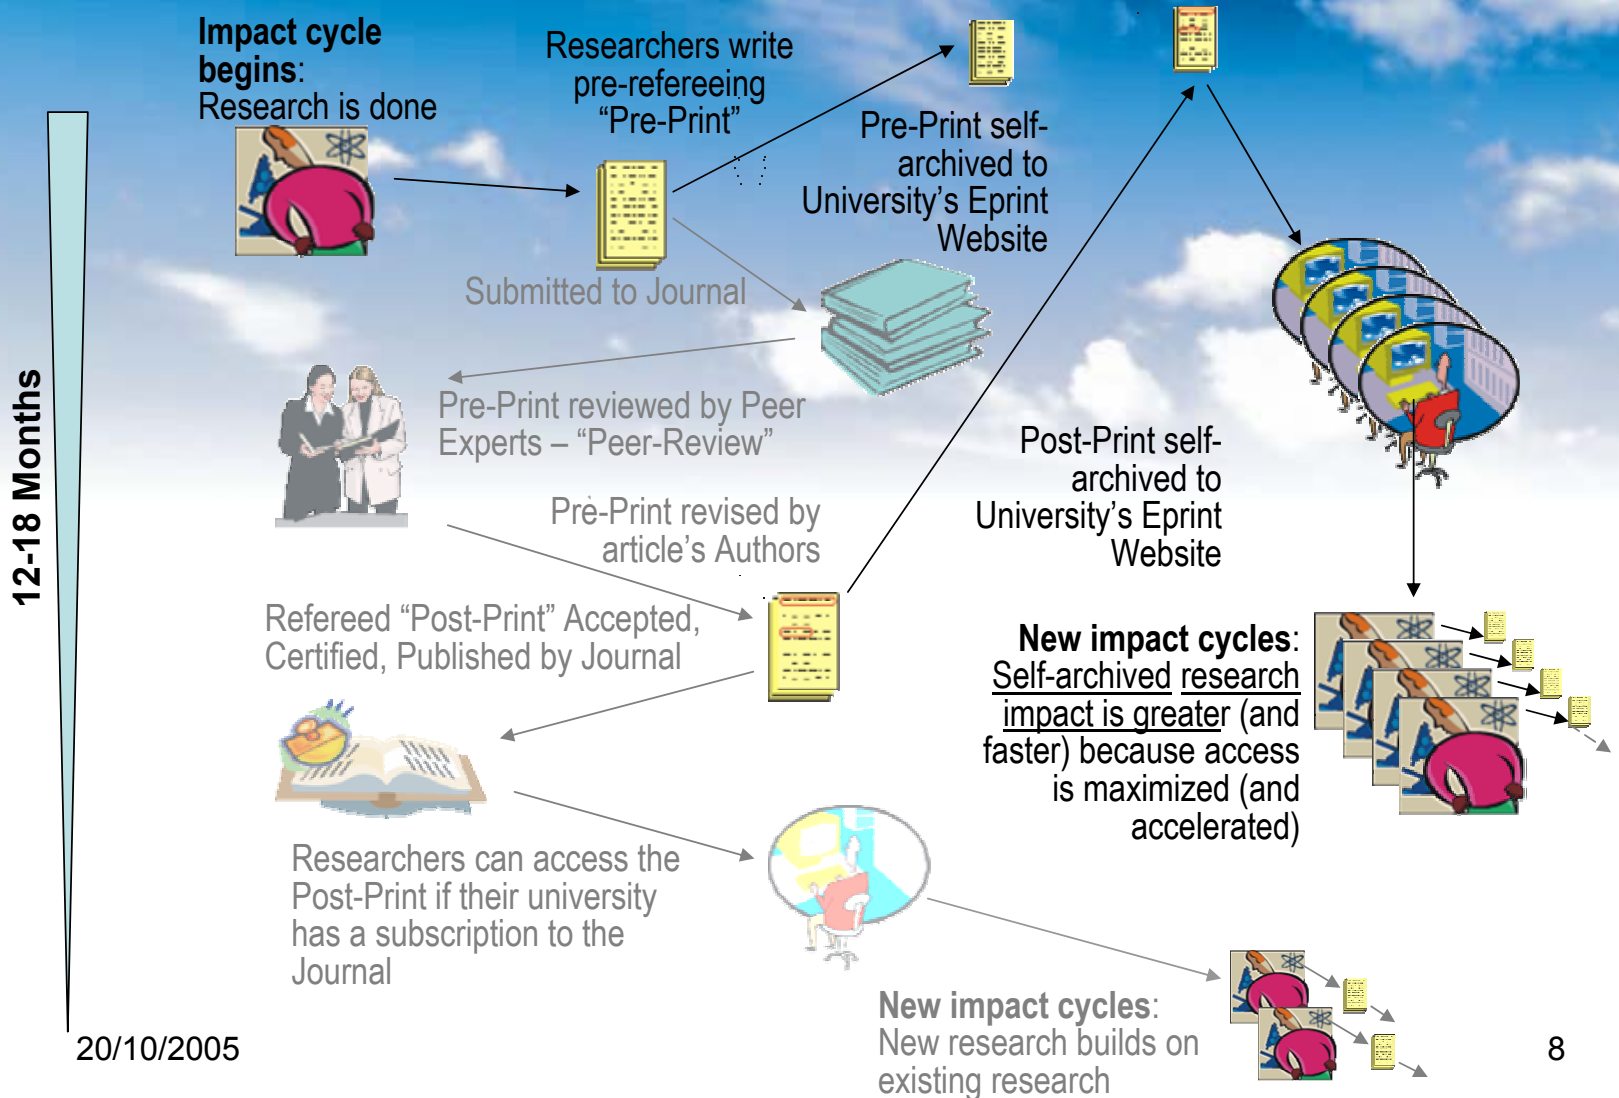 Impact cycle
begins:
Research is done
Researchers write
pre-refereeing
“Pre-Print”
Pre-Print self-
archived to
University’s Eprint
Website
Submitted to Journal
12-18 Months
Pre-Print reviewed by Peer
Experts – “Peer-Review”
Pre-Print revised by
article’s Authors
Post-Print self-
archived to
University’s Eprint
Website
Refereed “Post-Print” Accepted,
Certified, Published by Journal
New impact cycles:
Self-archived research
impact is greater (and
faster) because access
is maximized (and
accelerated)
Researchers can access the
Post-Print if their university
has a subscription to the
Journal
New impact cycles:
New research builds on
existing research
20/10/2005
8